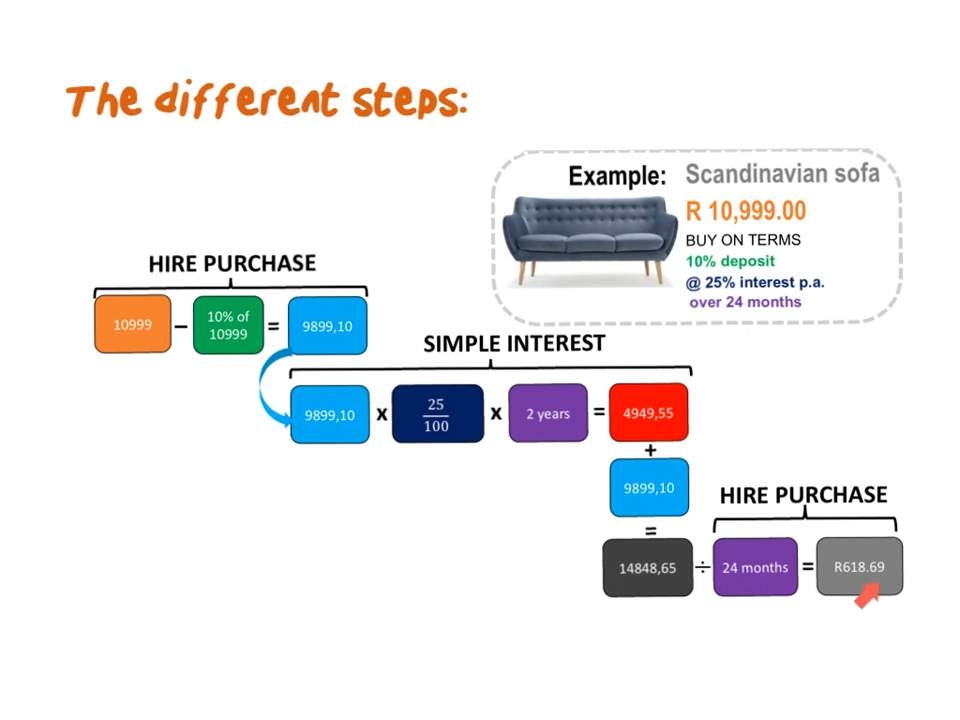 The different steps:
Example: Scandinavian sofa
R 10,999.00
BUY ON TERMS
10% deposit
@ 25% interest p.a.
over 24 months
HIRE PURCHASE
10999 – 10% of 10999 = 9899,10
SIMPLE INTEREST
9899,10 x 25/100 x 2 years = 4949,55
+
9899,10
=
HIRE PURCHASE
14848,65 ÷ 24 months = R618.69